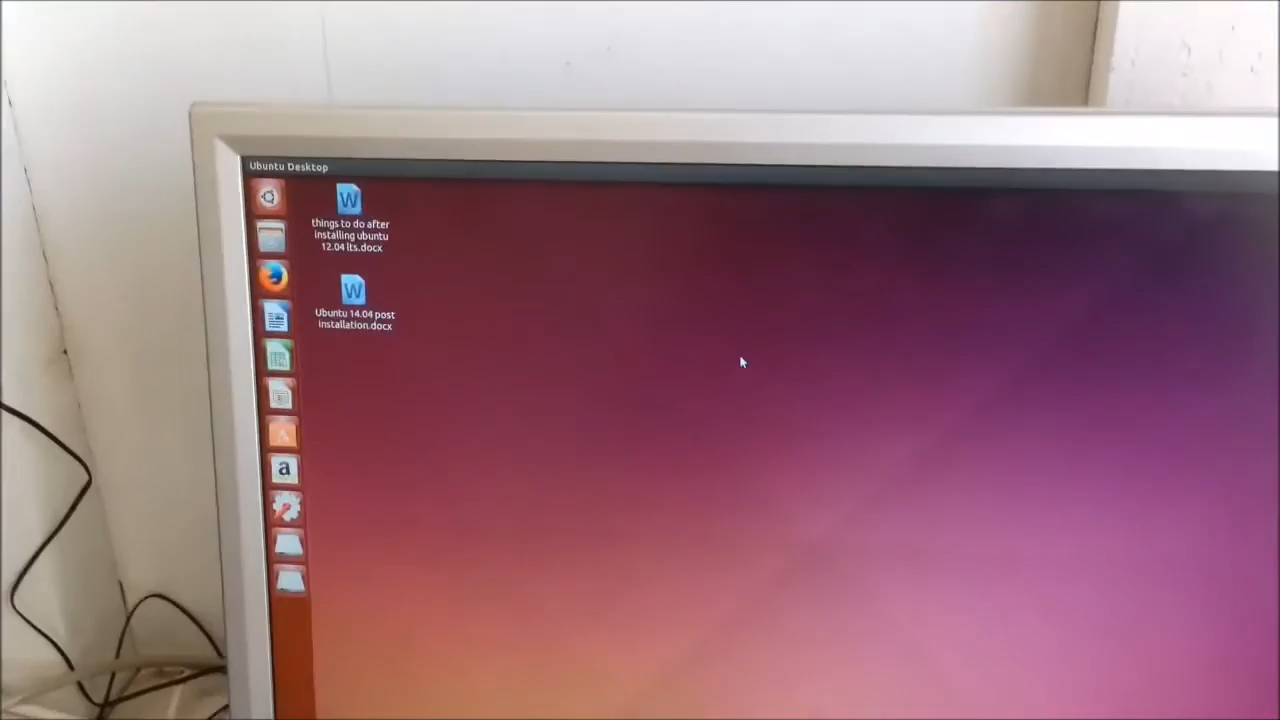 Ubuntu Desktop
things to do after
installing ubuntu
12.04 lts.docx
Ubuntu 14.04 post
installation.docx